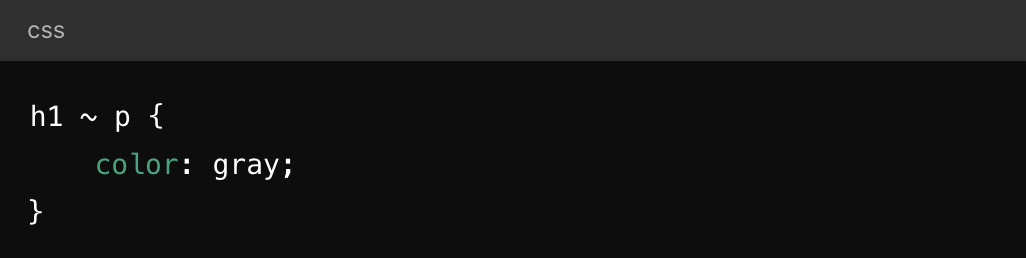 css
h1 ~ p {
    color: gray;
}